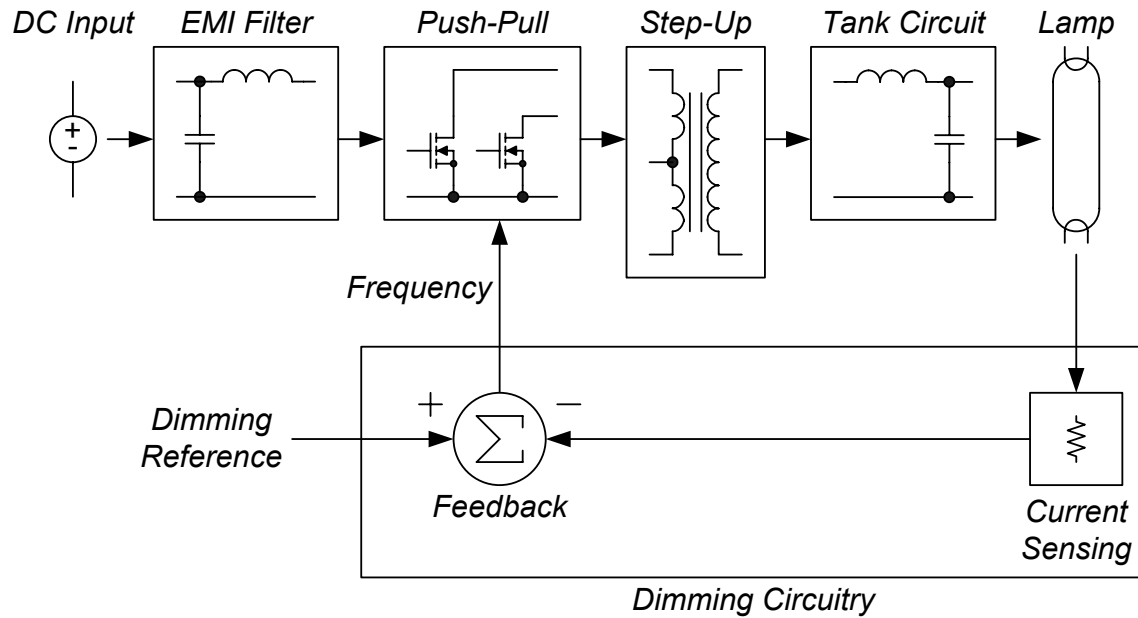 DC Input
EMI Filter
Push-Pull
Step-Up
Tank Circuit
Lamp
+
-
Frequency
Dimming
Reference
+
Σ
−
Feedback
Current
Sensing
Dimming Circuitry